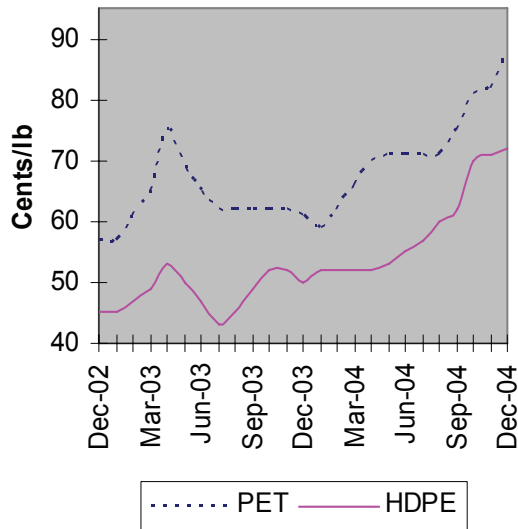 Cents/lb
90
80
70
60
50
40
Dec-02
Mar-03
Jun-03
Sep-03
Dec-03
Mar-04
Jun-04
Sep-04
Dec-04
PET
HDPE